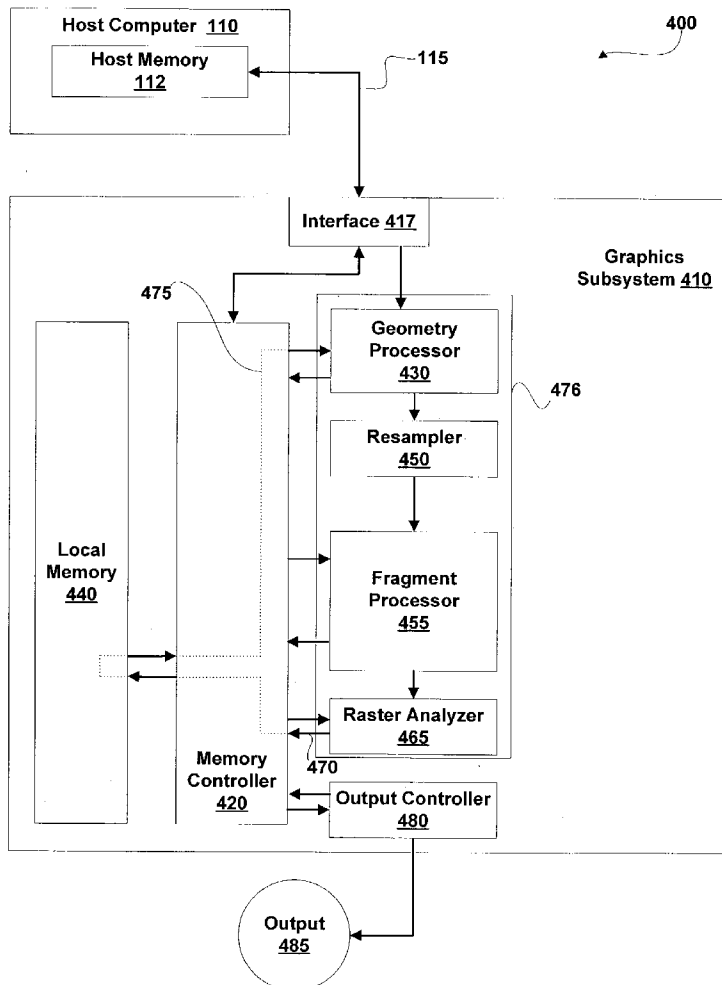 Host Computer 110
Host Memory
112
400
115
Interface 417
Graphics
Subsystem 410
475
Geometry
Processor
430
476
Resampler
450
Local
Memory
440
Fragment
Processor
455
Raster Analyzer
465
470
Memory
Controller
420
Output Controller
480
Output
485